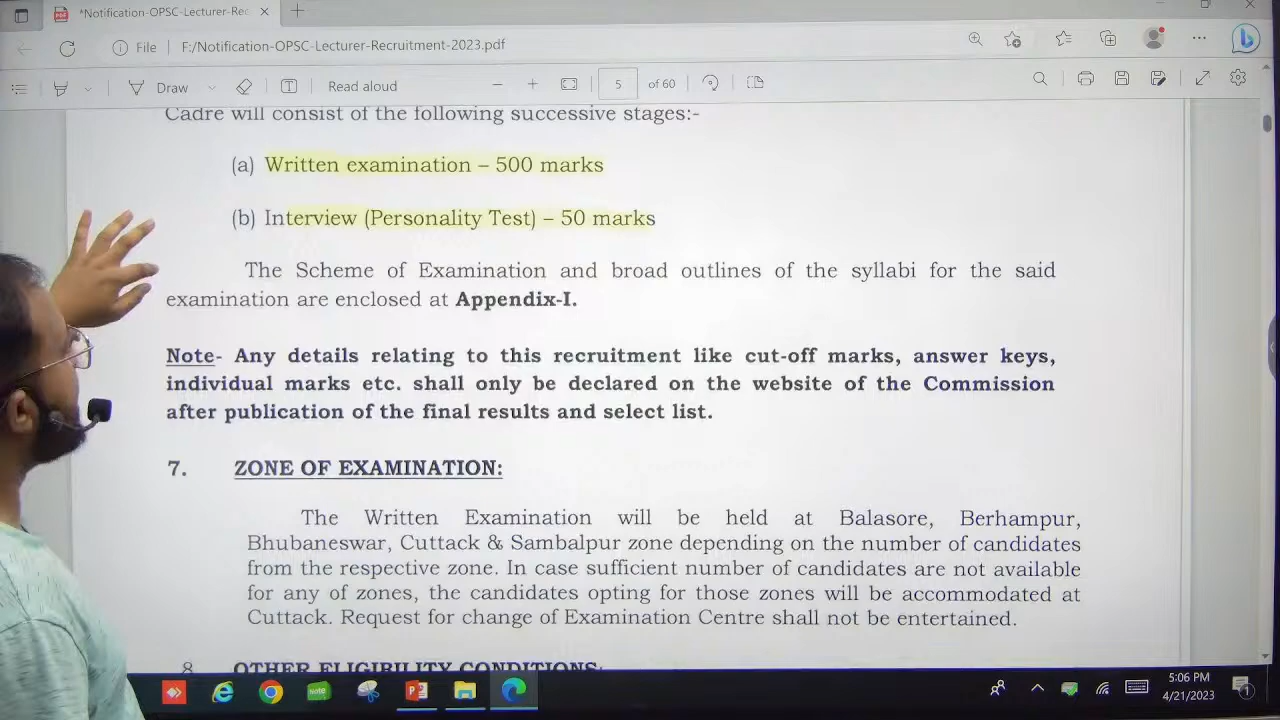 *Notification-OPSC-Lecturer-Rec
File F:/Notification-OPSC-Lecturer-Recruitment-2023.pdf
Draw Read aloud 5 of 60
Cadre will consist of the following successive stages:-
(a) Written examination – 500 marks
(b) Interview (Personality Test) – 50 marks
The Scheme of Examination and broad outlines of the syllabi for the said
examination are enclosed at Appendix-I.
Note- Any details relating to this recruitment like cut-off marks, answer keys,
individual marks etc. shall only be declared on the website of the Commission
after publication of the final results and select list.
7. ZONE OF EXAMINATION:
The Written Examination will be held at Balasore, Berhampur,
Bhubaneswar, Cuttack & Sambalpur zone depending on the number of candidates
from the respective zone. In case sufficient number of candidates are not available
for any of zones, the candidates opting for those zones will be accommodated at
Cuttack. Request for change of Examination Centre shall not be entertained.
8 OTHER ELIGIBILITY CONDITIONS:
5:06 PM
4/21/2023